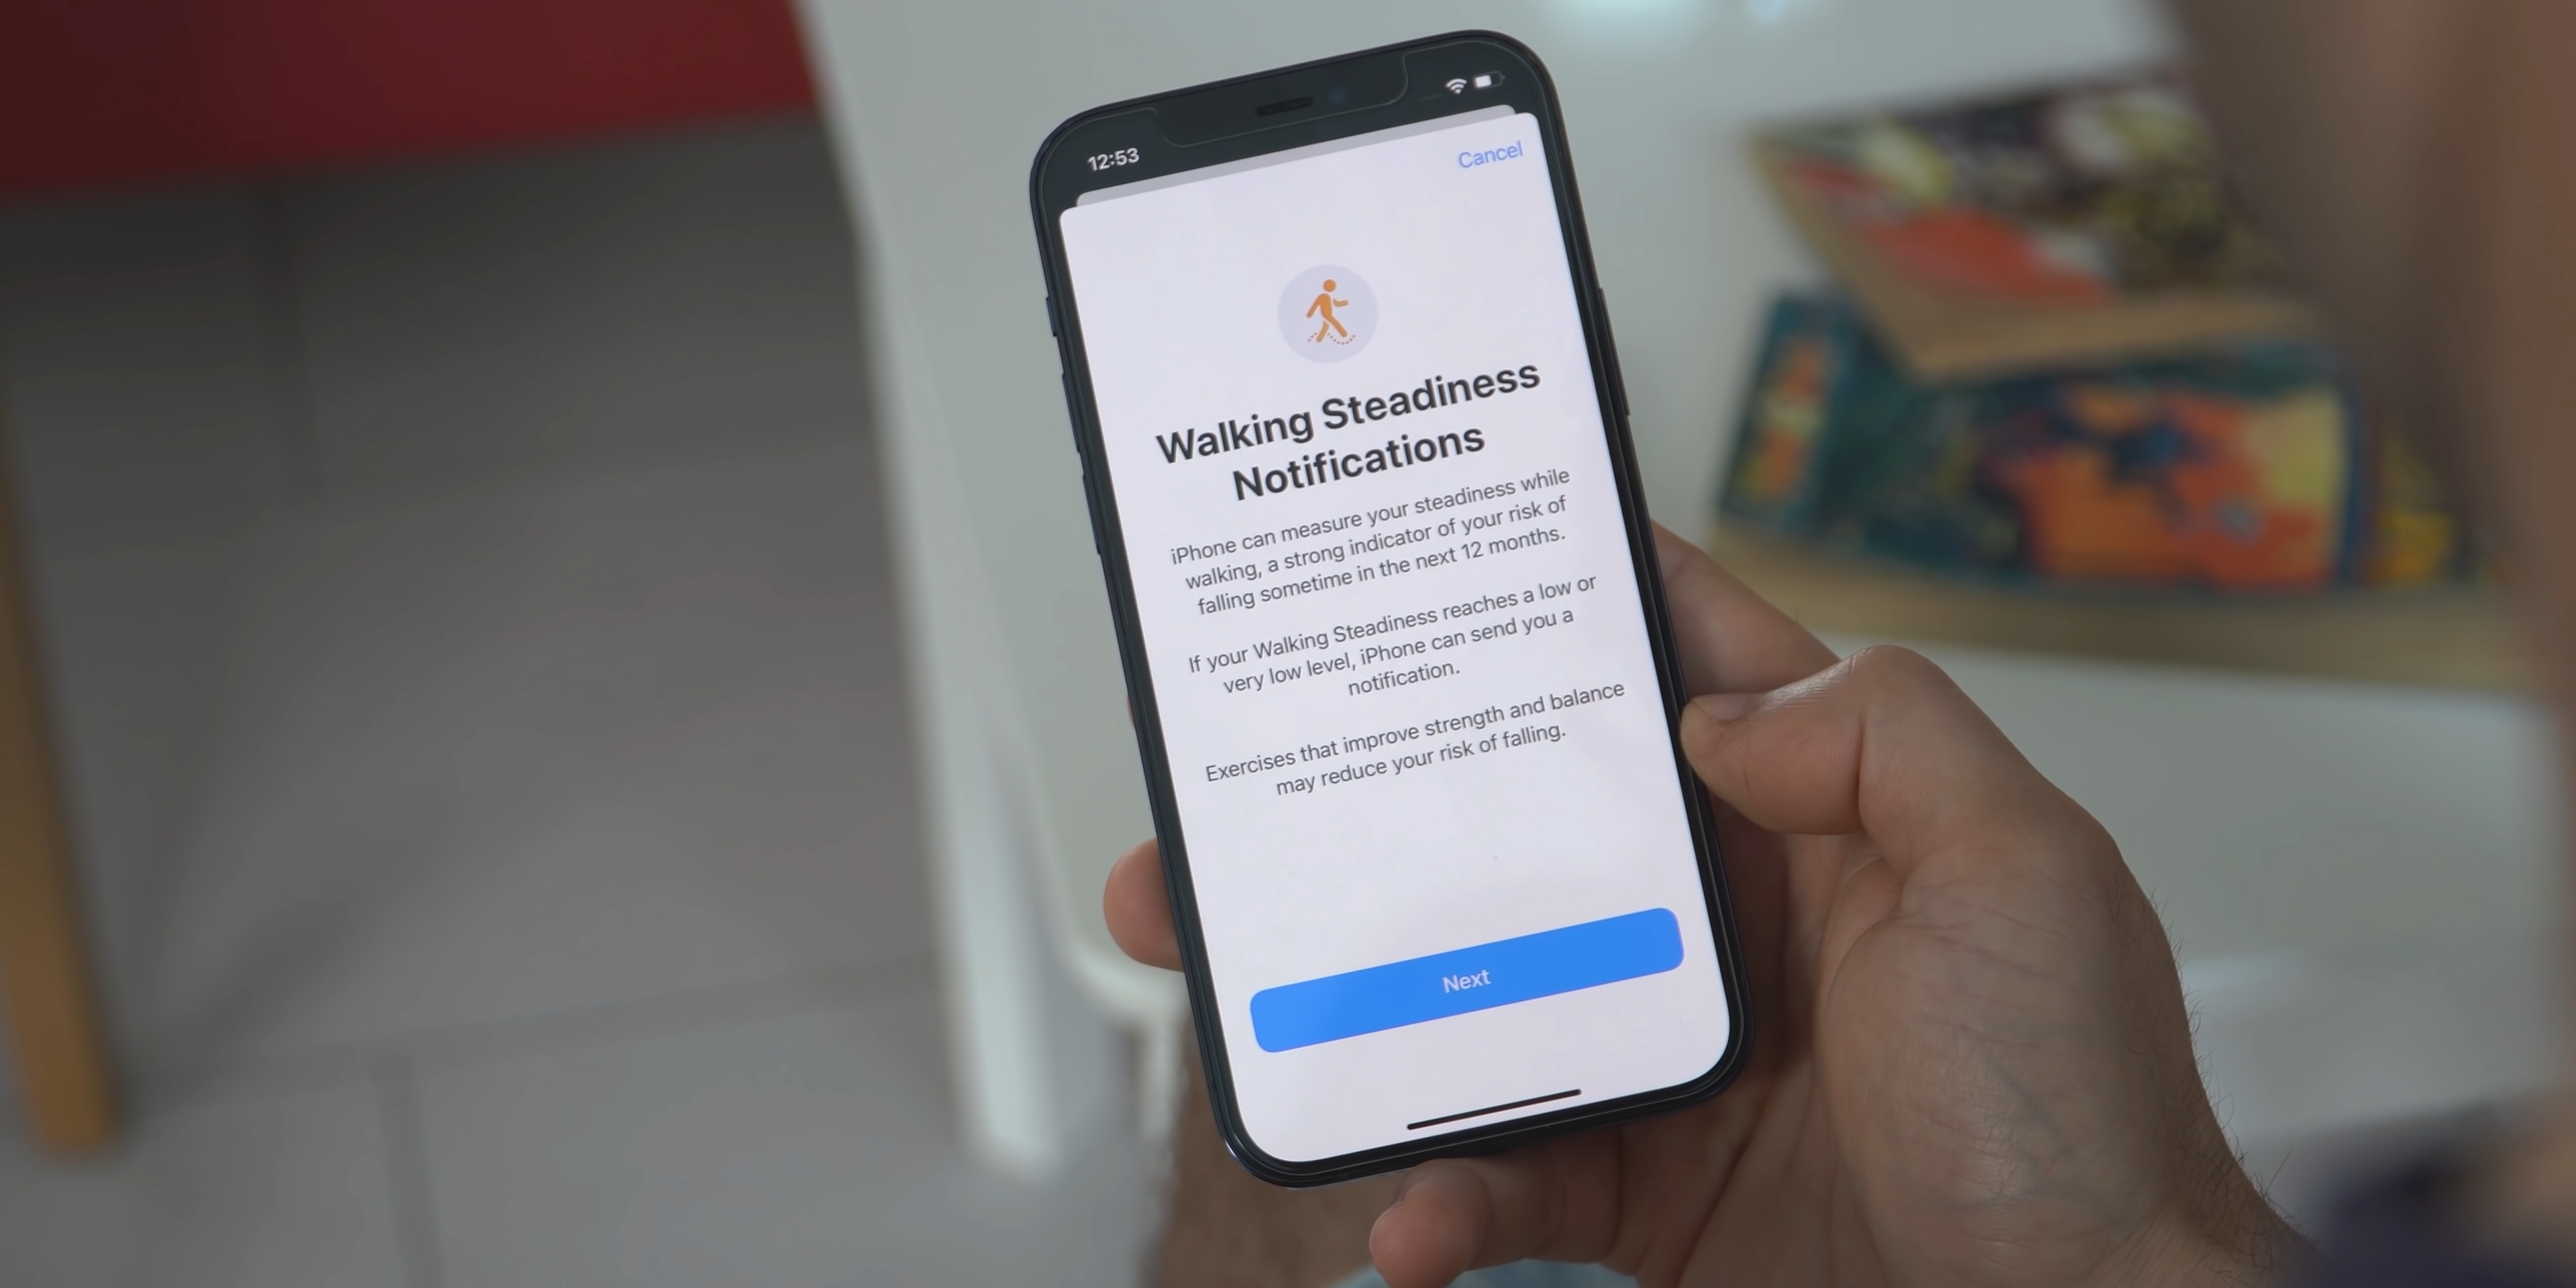 12:53
Cancel
Walking Steadiness
Notifications
iPhone can measure your steadiness while
walking, a strong indicator of your risk of
falling sometime in the next 12 months.
If your Walking Steadiness reaches a low or
very low level, iPhone can send you a
notification.
Exercises that improve strength and balance
may reduce your risk of falling.
Next